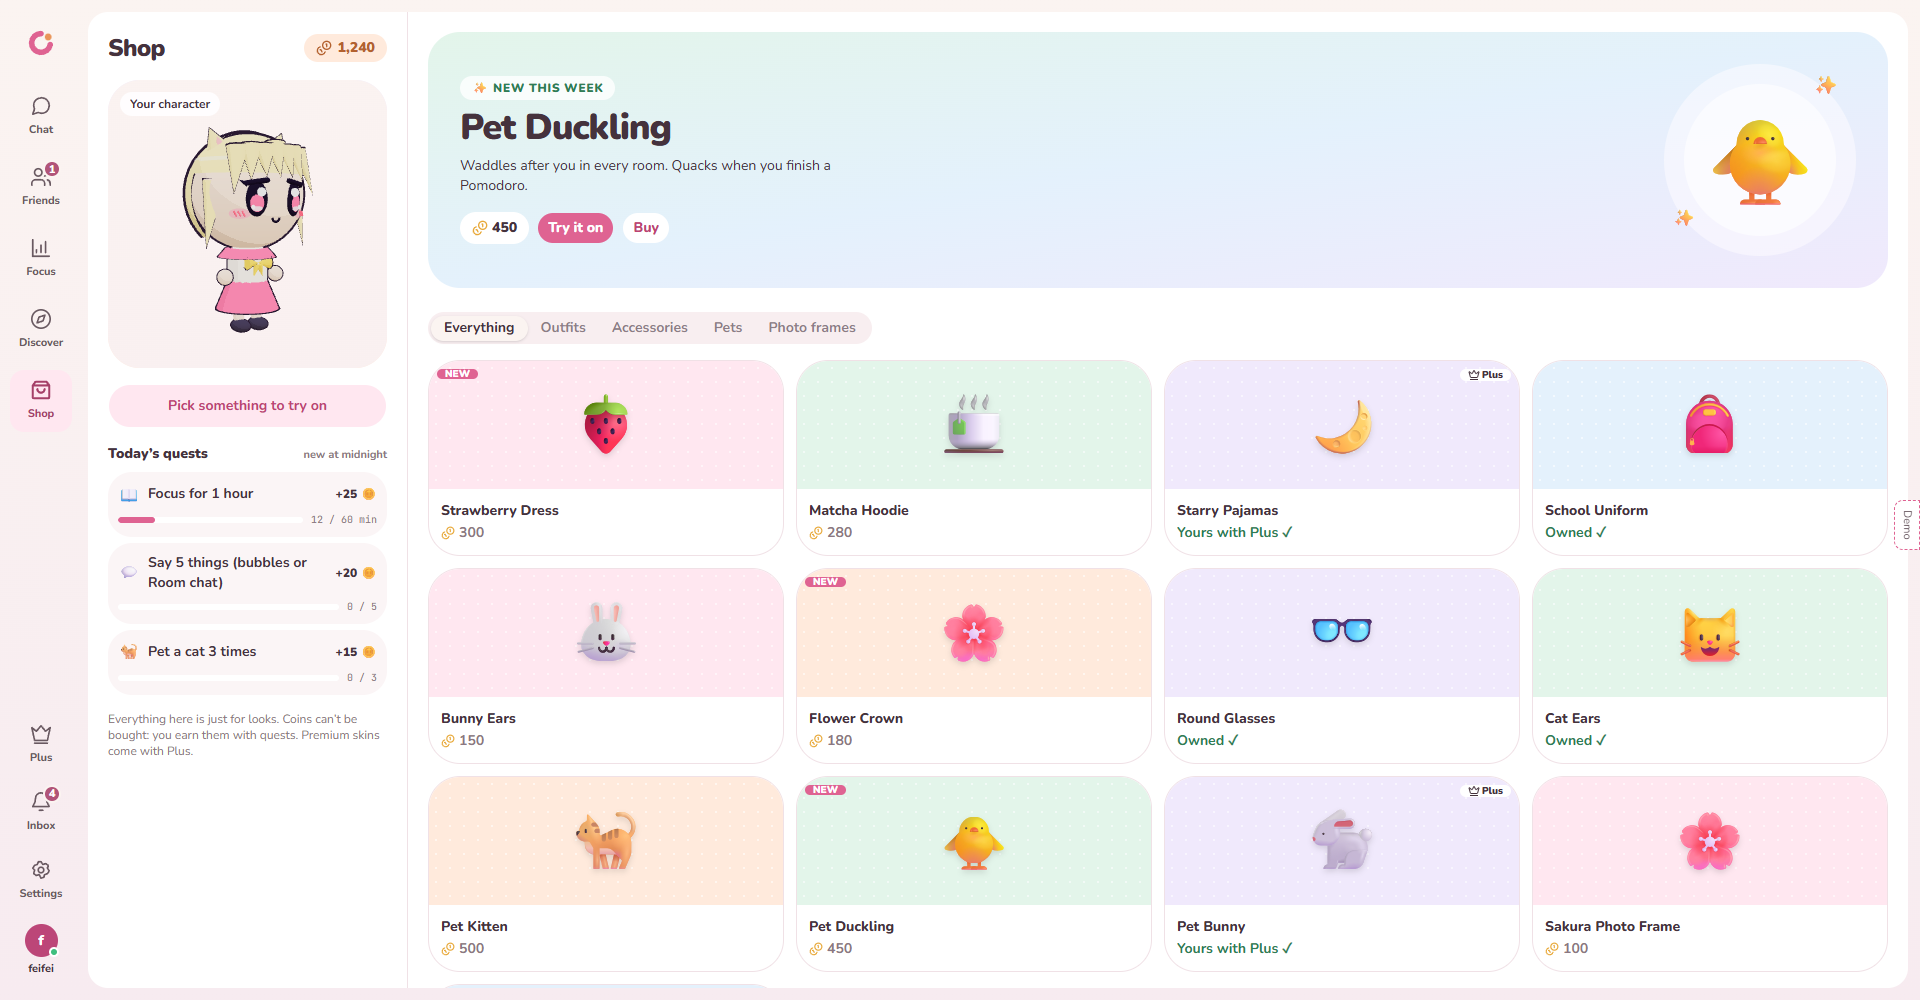 Chat
1
Friends
Focus
Discover
Shop
Plus
4
Inbox
Settings
f
feifei
Shop
1,240
Your character
Pick something to try on
Today's quests
new at midnight
Focus for 1 hour
+25
12 / 60 min
Say 5 things (bubbles or
Room chat)
+20
0 / 5
Pet a cat 3 times
+15
0 / 3
Everything here is just for looks. Coins can't be
bought: you earn them with quests. Premium skins
come with Plus.
NEW THIS WEEK
Pet Duckling
Waddles after you in every room. Quacks when you finish a
Pomodoro.
450
Try it on
Buy
Everything
Outfits
Accessories
Pets
Photo frames
NEW
Strawberry Dress
300
Matcha Hoodie
280
Plus
Starry Pajamas
Yours with Plus ✓
School Uniform
Owned ✓
Bunny Ears
150
NEW
Flower Crown
180
Round Glasses
Owned ✓
Cat Ears
Owned ✓
Pet Kitten
500
NEW
Pet Duckling
450
Plus
Pet Bunny
Yours with Plus ✓
Sakura Photo Frame
100
Demo